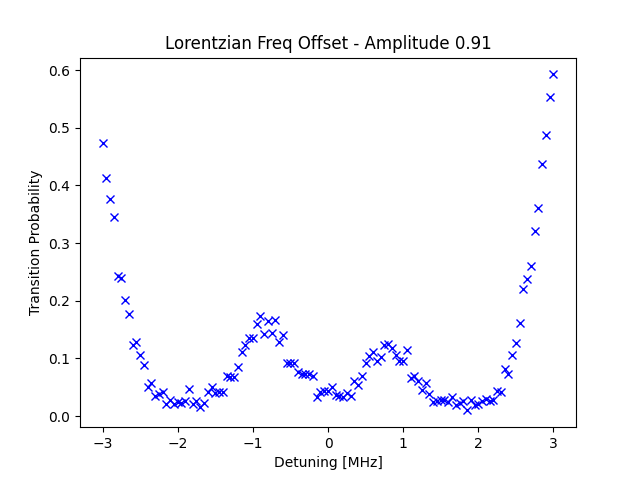 Lorentzian Freq Offset - Amplitude 0.91
0.6
0.5
0.4
0.3
0.2
0.1
0.0
Transition Probability
−3 −2 −1 0 1 2 3
Detuning [MHz]